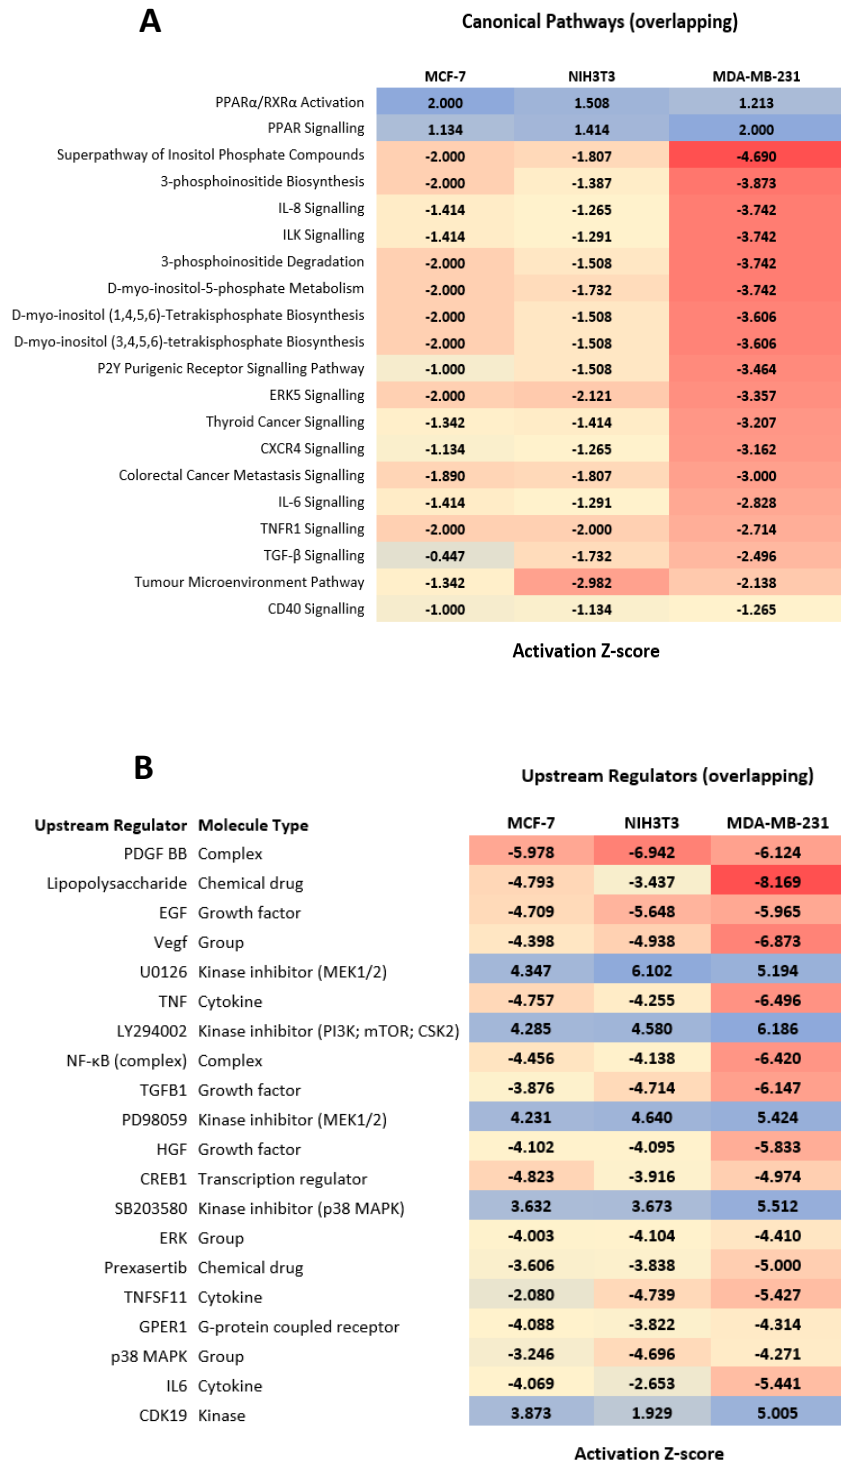 A
Canonical Pathways (overlapping)
MCF-7 NIH3T3 MDA-MB-231
PPARα/RXRα Activation 2.000 1.508 1.213
PPAR Signalling 1.134 1.414 2.000
Superpathway of Inositol Phosphate Compounds -2.000 -1.807 -4.690
3-phosphoinositide Biosynthesis -2.000 -1.387 -3.873
IL-8 Signalling -1.414 -1.265 -3.742
ILK Signalling -1.414 -1.291 -3.742
3-phosphoinositide Degradation -2.000 -1.508 -3.742
D-myo-inositol-5-phosphate Metabolism -2.000 -1.732 -3.742
D-myo-inositol (1,4,5,6)-Tetrakisphosphate Biosynthesis -2.000 -1.508 -3.606
D-myo-inositol (3,4,5,6)-tetrakisphosphate Biosynthesis -2.000 -1.508 -3.606
P2Y Purigenic Receptor Signalling Pathway -1.000 -1.508 -3.464
ERK5 Signalling -2.000 -2.121 -3.357
Thyroid Cancer Signalling -1.342 -1.414 -3.207
CXCR4 Signalling -1.134 -1.265 -3.162
Colorectal Cancer Metastasis Signalling -1.890 -1.807 -3.000
IL-6 Signalling -1.414 -1.291 -2.828
TNFR1 Signalling -2.000 -2.000 -2.714
TGF-β Signalling -0.447 -1.732 -2.496
Tumour Microenvironment Pathway -1.342 -2.982 -2.138
CD40 Signalling -1.000 -1.134 -1.265
Activation Z-score
B
Upstream Regulators (overlapping)
Upstream Regulator Molecule Type MCF-7 NIH3T3 MDA-MB-231
PDGF BB Complex -5.978 -6.942 -6.124
Lipopolysaccharide Chemical drug -4.793 -3.437 -8.169
EGF Growth factor -4.709 -5.648 -5.965
Vegf Group -4.398 -4.938 -6.873
U0126 Kinase inhibitor (MEK1/2) 4.347 6.102 5.194
TNF Cytokine -4.757 -4.255 -6.496
LY294002 Kinase inhibitor (PI3K; mTOR; CSK2) 4.285 4.580 6.186
NF-κB (complex) Complex -4.456 -4.138 -6.420
TGFB1 Growth factor -3.876 -4.714 -6.147
PD98059 Kinase inhibitor (MEK1/2) 4.231 4.640 5.424
HGF Growth factor -4.102 -4.095 -5.833
CREB1 Transcription regulator -4.823 -3.916 -4.974
SB203580 Kinase inhibitor (p38 MAPK) 3.632 3.673 5.512
ERK Group -4.003 -4.104 -4.410
Prexasertib Chemical drug -3.606 -3.838 -5.000
TNFSF11 Cytokine -2.080 -4.739 -5.427
GPER1 G-protein coupled receptor -4.088 -3.822 -4.314
p38 MAPK Group -3.246 -4.696 -4.271
IL6 Cytokine -4.069 -2.653 -5.441
CDK19 Kinase 3.873 1.929 5.005
Activation Z-score